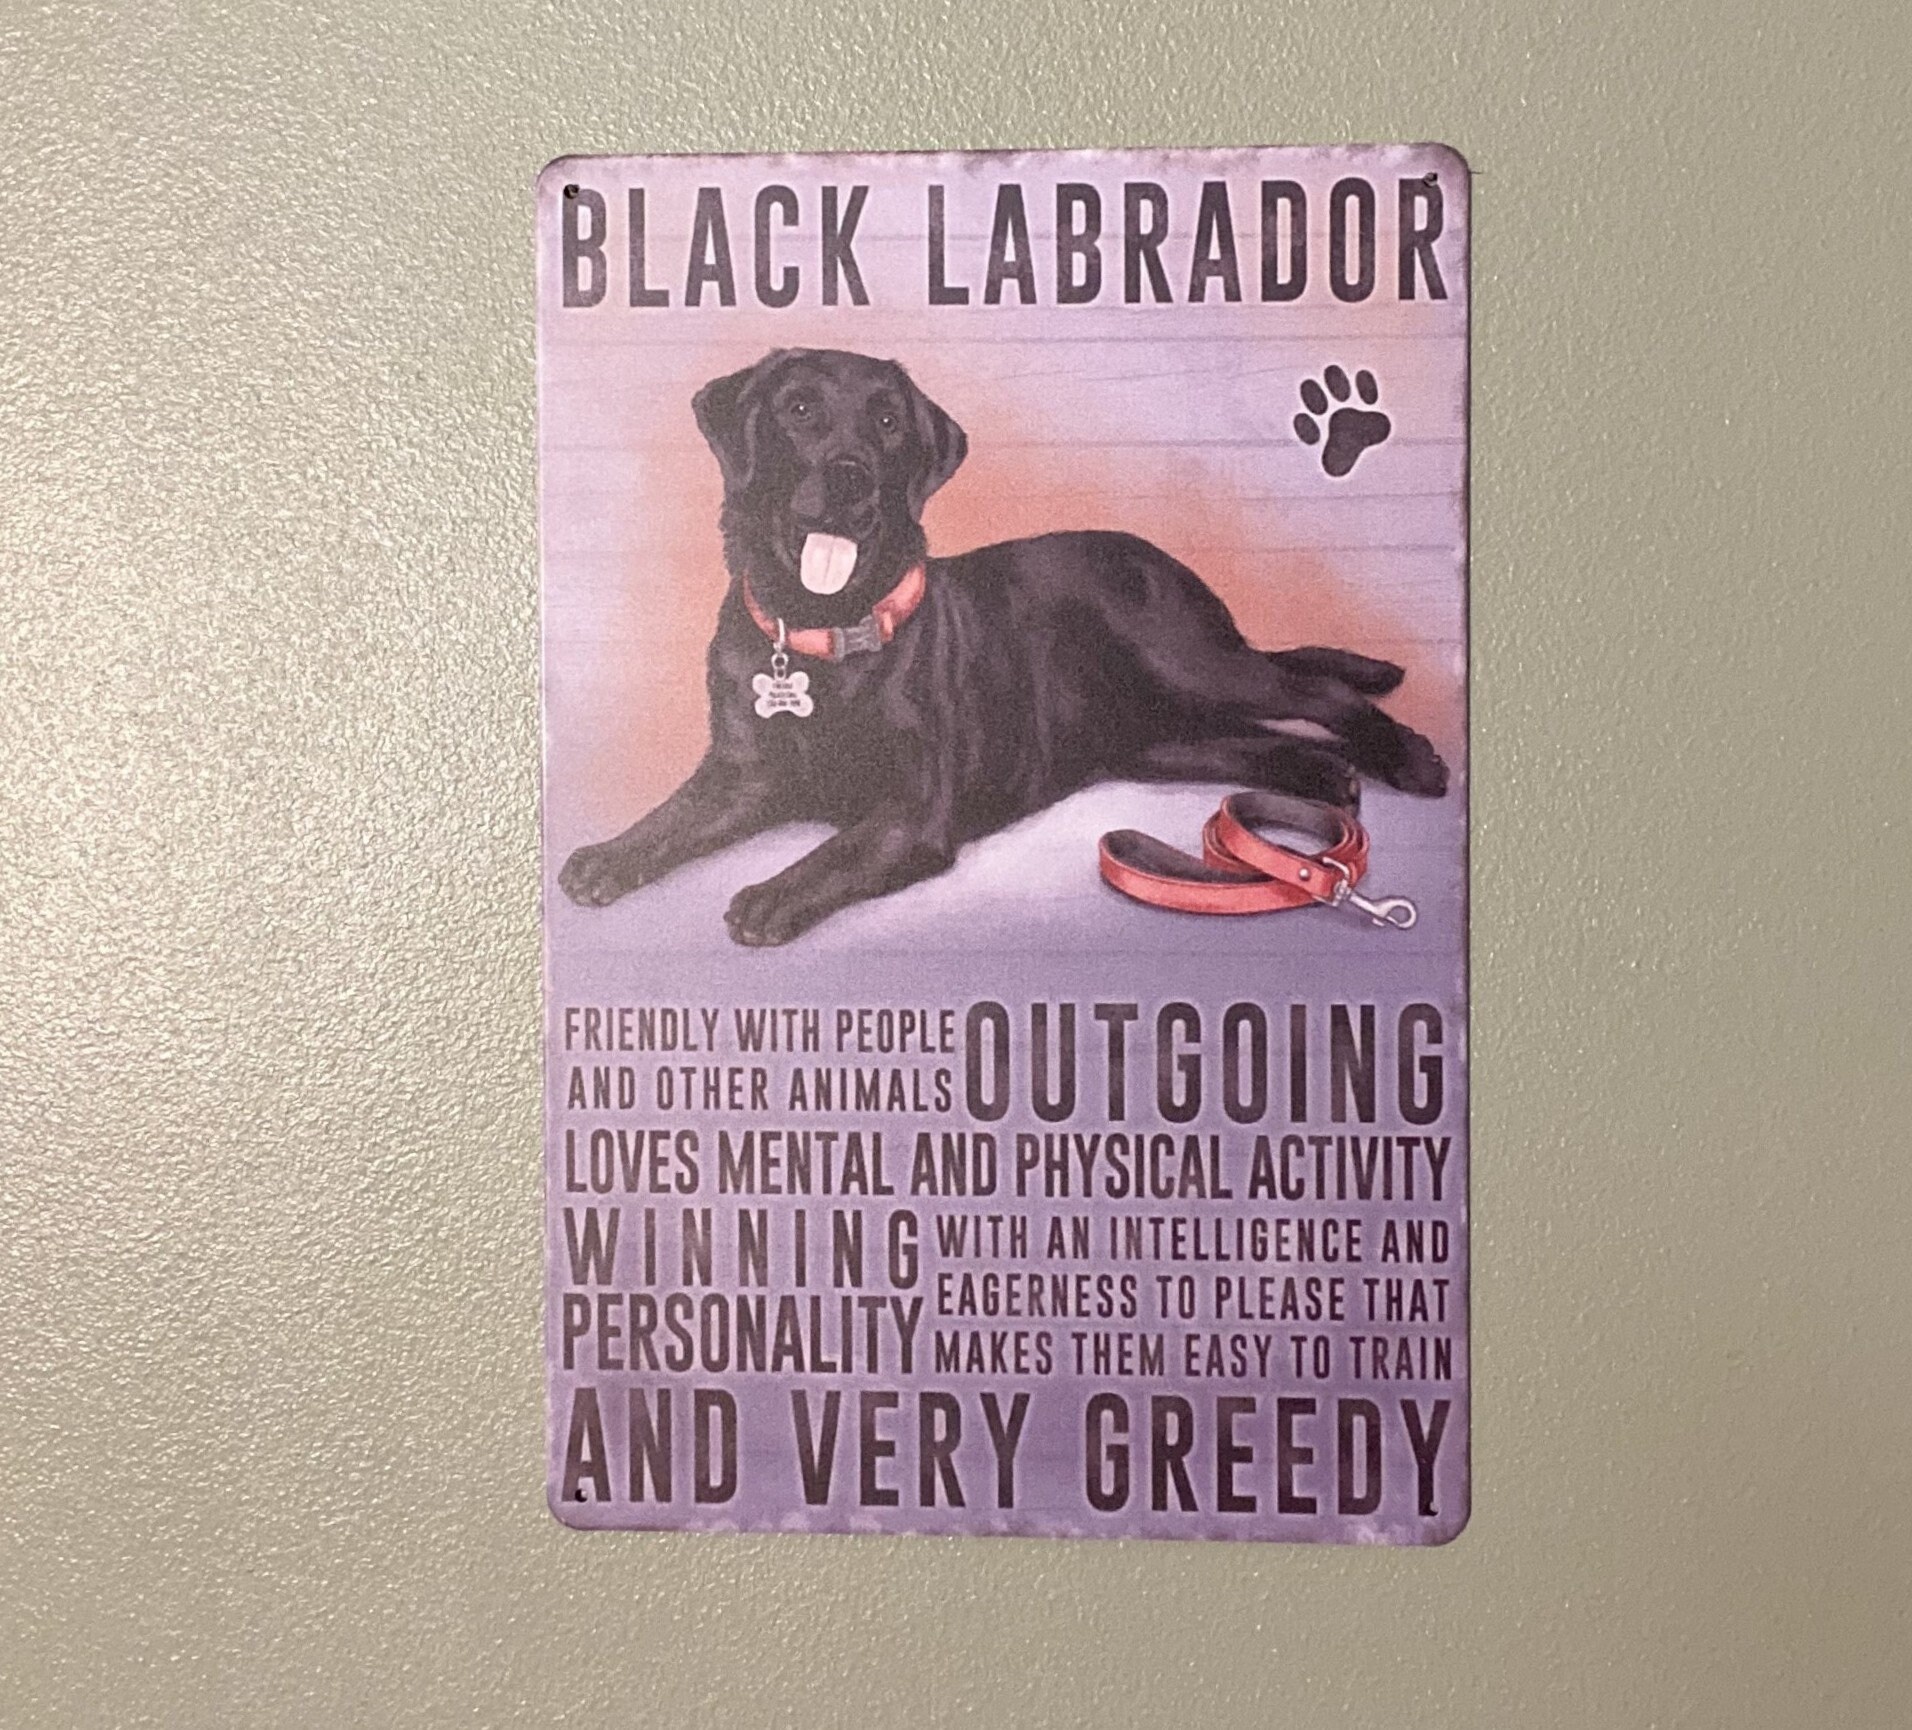 BLACK LABRADOR
FRIENDLY WITH PEOPLE
AND OTHER ANIMALS
OUTGOING
LOVES MENTAL AND PHYSICAL ACTIVITY
WINNING
PERSONALITY
WITH AN INTELLIGENCE AND
EAGERNESS TO PLEASE THAT
MAKES THEM EASY TO TRAIN
AND VERY GREEDY